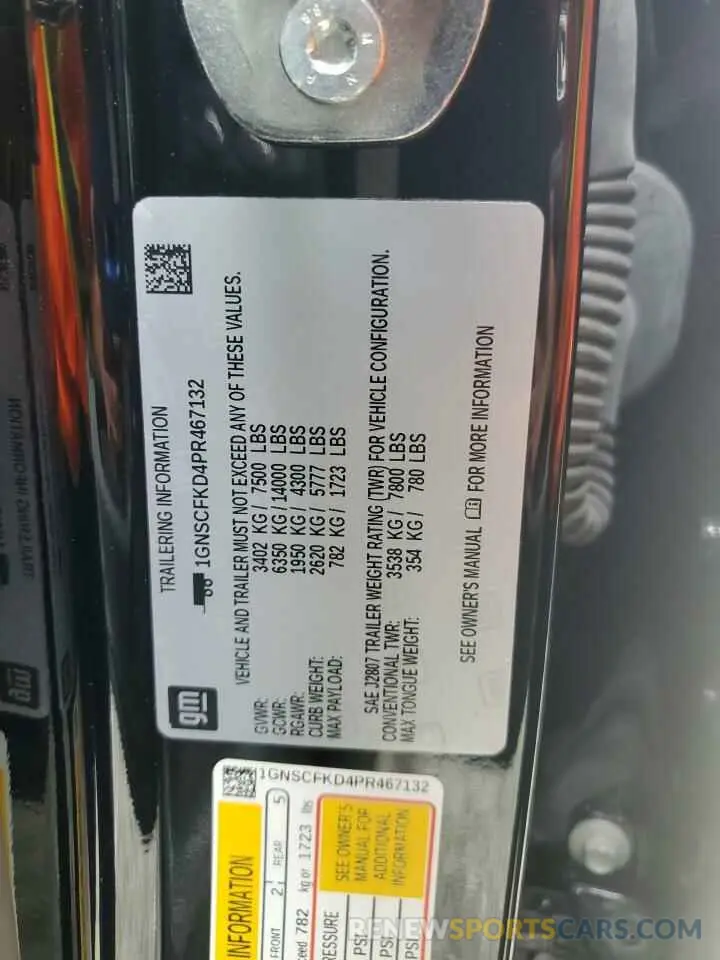 gm
TRAILERING INFORMATION
1GNSCFKD4PR467132
VEHICLE AND TRAILER MUST NOT EXCEED ANY OF THESE VALUES.
GVWR: 3402 KG/ 7500 LBS
GCWR: 6350 KG/14000 LBS
RGAWR: 1950 KG/ 4300 LBS
CURB WEIGHT: 2620 KG/ 5777 LBS
MAX PAYLOAD: 782 KG/ 1723 LBS
SAE J2807 TRAILER WEIGHT RATING (TWR) FOR VEHICLE CONFIGURATION.
CONVENTIONAL TWR: 3538 KG/ 7800 LBS
MAX TONGUE WEIGHT: 354 KG/ 780 LBS
SEE OWNER'S MANUAL FOR MORE INFORMATION
1GNSCFKD4PR467132
INFORMATION
FRONT 2 REAR 5
782 kg or 1723 lbs
SEE OWNER'S
MANUAL FOR
ADDITIONAL
INFORMATION
PSI
PSI
PSI
RENEWSPORTSCARS.COM